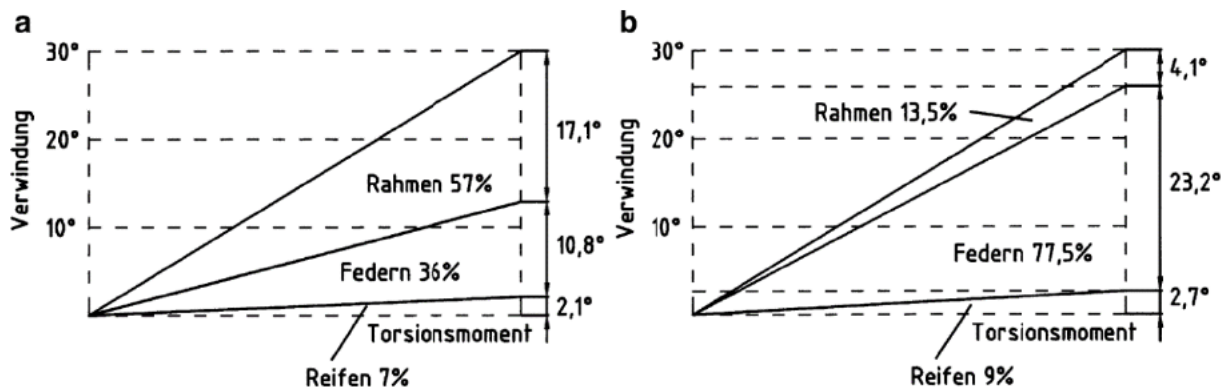 a
30°
20°
10°
Verwindung
17,1°
Rahmen 57%
10,8°
Federn 36%
2,1°
Torsionsmoment
Reifen 7%
b
30°
20°
10°
Verwindung
4,1°
Rahmen 13,5%
23,2°
Federn 77,5%
2,7°
Torsionsmoment
Reifen 9%